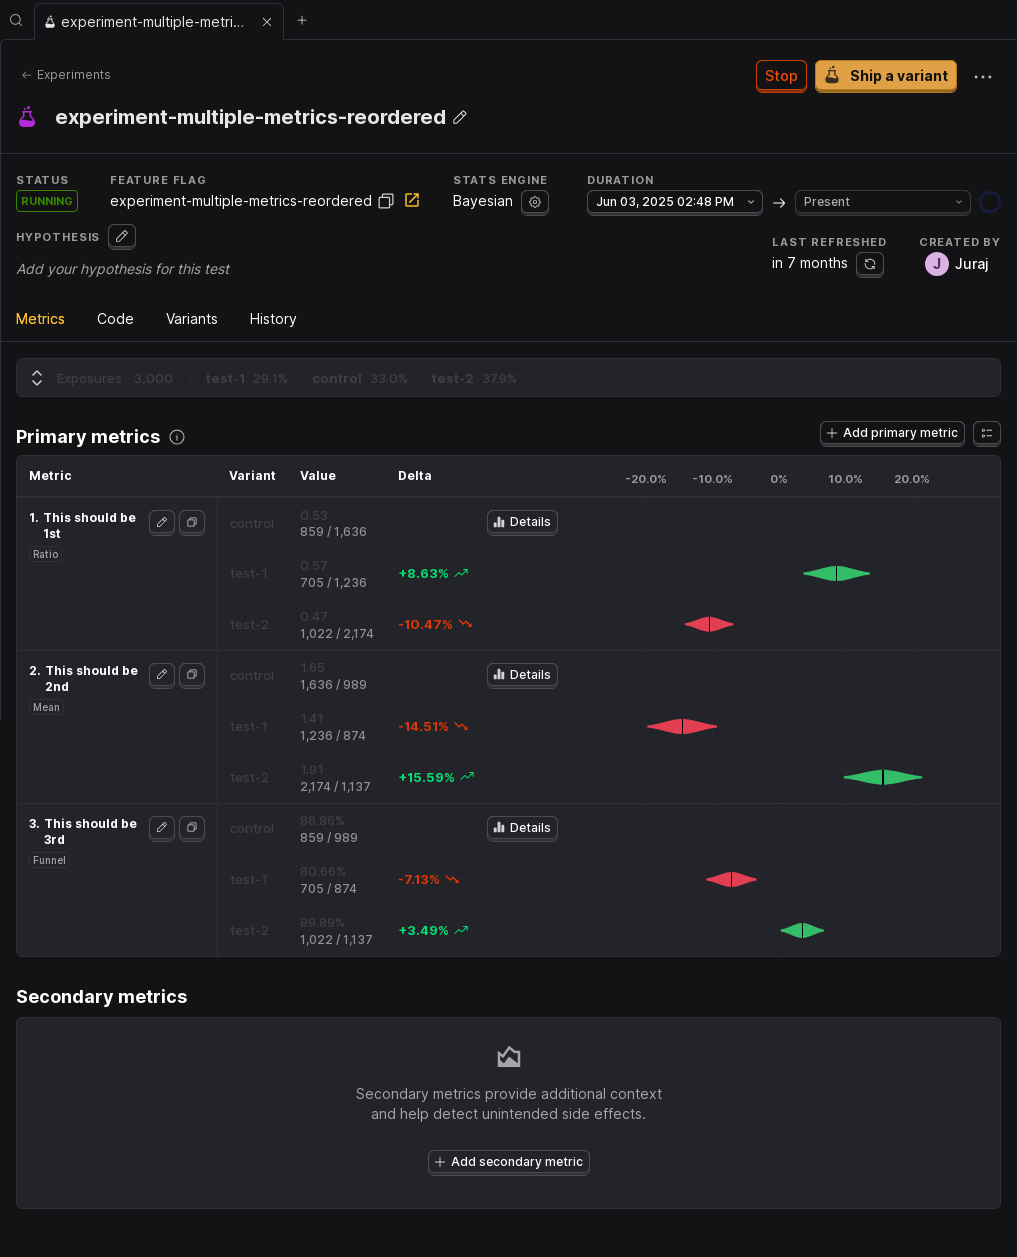 experiment-multiple-metri...
Experiments
Stop
Ship a variant
experiment-multiple-metrics-reordered
STATUS
FEATURE FLAG
STATS ENGINE
DURATION
RUNNING
experiment-multiple-metrics-reordered
Bayesian
Jun 03, 2025 02:48 PM
Present
HYPOTHESIS
LAST REFRESHED
CREATED BY
Add your hypothesis for this test
in 7 months
J Juraj
Metrics Code Variants History
Exposures 3,000 test-1 29.1% control 33.0% test-2 37.9%
Primary metrics
Add primary metric
Metric Variant Value Delta -20.0% -10.0% 0% 10.0% 20.0%
1. This should be
1st
Ratio
control 0.53
859 / 1,636
Details
test-1 0.57
705 / 1,236
+8.63%
test-2 0.47
1,022 / 2,174
-10.47%
2. This should be
2nd
Mean
control 1.65
1,636 / 989
Details
test-1 1.41
1,236 / 874
-14.51%
test-2 1.91
2,174 / 1,137
+15.59%
3. This should be
3rd
Funnel
control 86.86%
859 / 989
Details
test-1 80.66%
705 / 874
-7.13%
test-2 89.89%
1,022 / 1,137
+3.49%
Secondary metrics
Secondary metrics provide additional context
and help detect unintended side effects.
Add secondary metric